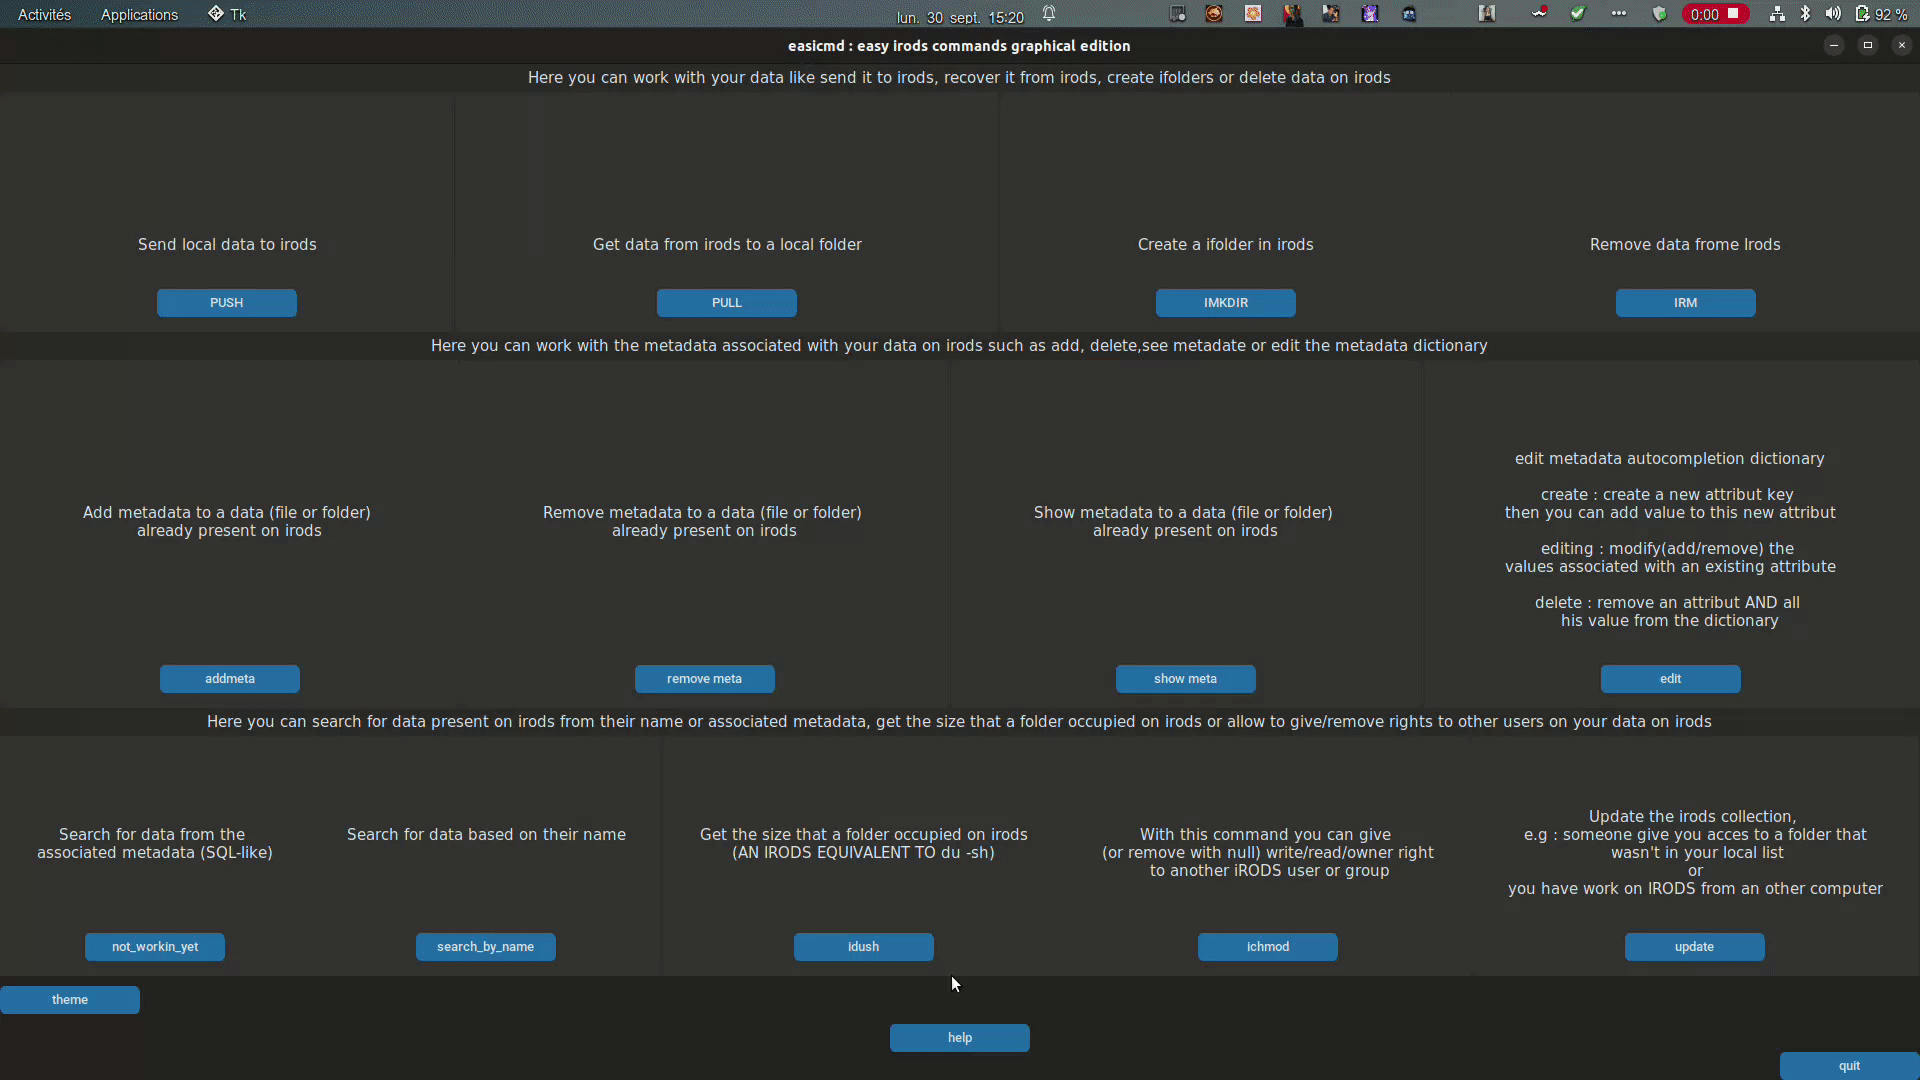 Activités Applications Tk lun. 30 sept. 15:20 0:00 92 %
easicmd : easy irods commands graphical edition
Here you can work with your data like send it to irods, recover it from irods, create ifolders or delete data on irods
Send local data to irods
PUSH
Get data from irods to a local folder
PULL
Create a ifolder in irods
IMKDIR
Remove data frome Irods
IRM
Here you can work with the metadata associated with your data on irods such as add, delete,see metadate or edit the metadata dictionary
Add metadata to a data (file or folder)
already present on irods
addmeta
Remove metadata to a data (file or folder)
already present on irods
remove meta
Show metadata to a data (file or folder)
already present on irods
show meta
edit metadata autocompletion dictionary
create : create a new attribut key
then you can add value to this new attribut
editing : modify(add/remove) the
values associated with an existing attribute
delete : remove an attribut AND all
his value from the dictionary
edit
Here you can search for data present on irods from their name or associated metadata, get the size that a folder occupied on irods or allow to give/remove rights to other users on your data on irods
Search for data from the
associated metadata (SQL-like)
not_workin_yet
Search for data based on their name
search_by_name
Get the size that a folder occupied on irods
(AN IRODS EQUIVALENT TO du -sh)
idush
With this command you can give
(or remove with null) write/read/owner right
to another iRODS user or group
ichmod
Update the irods collection,
e.g : someone give you acces to a folder that
wasn't in your local list
or
you have work on IRODS from an other computer
update
theme
help
quit